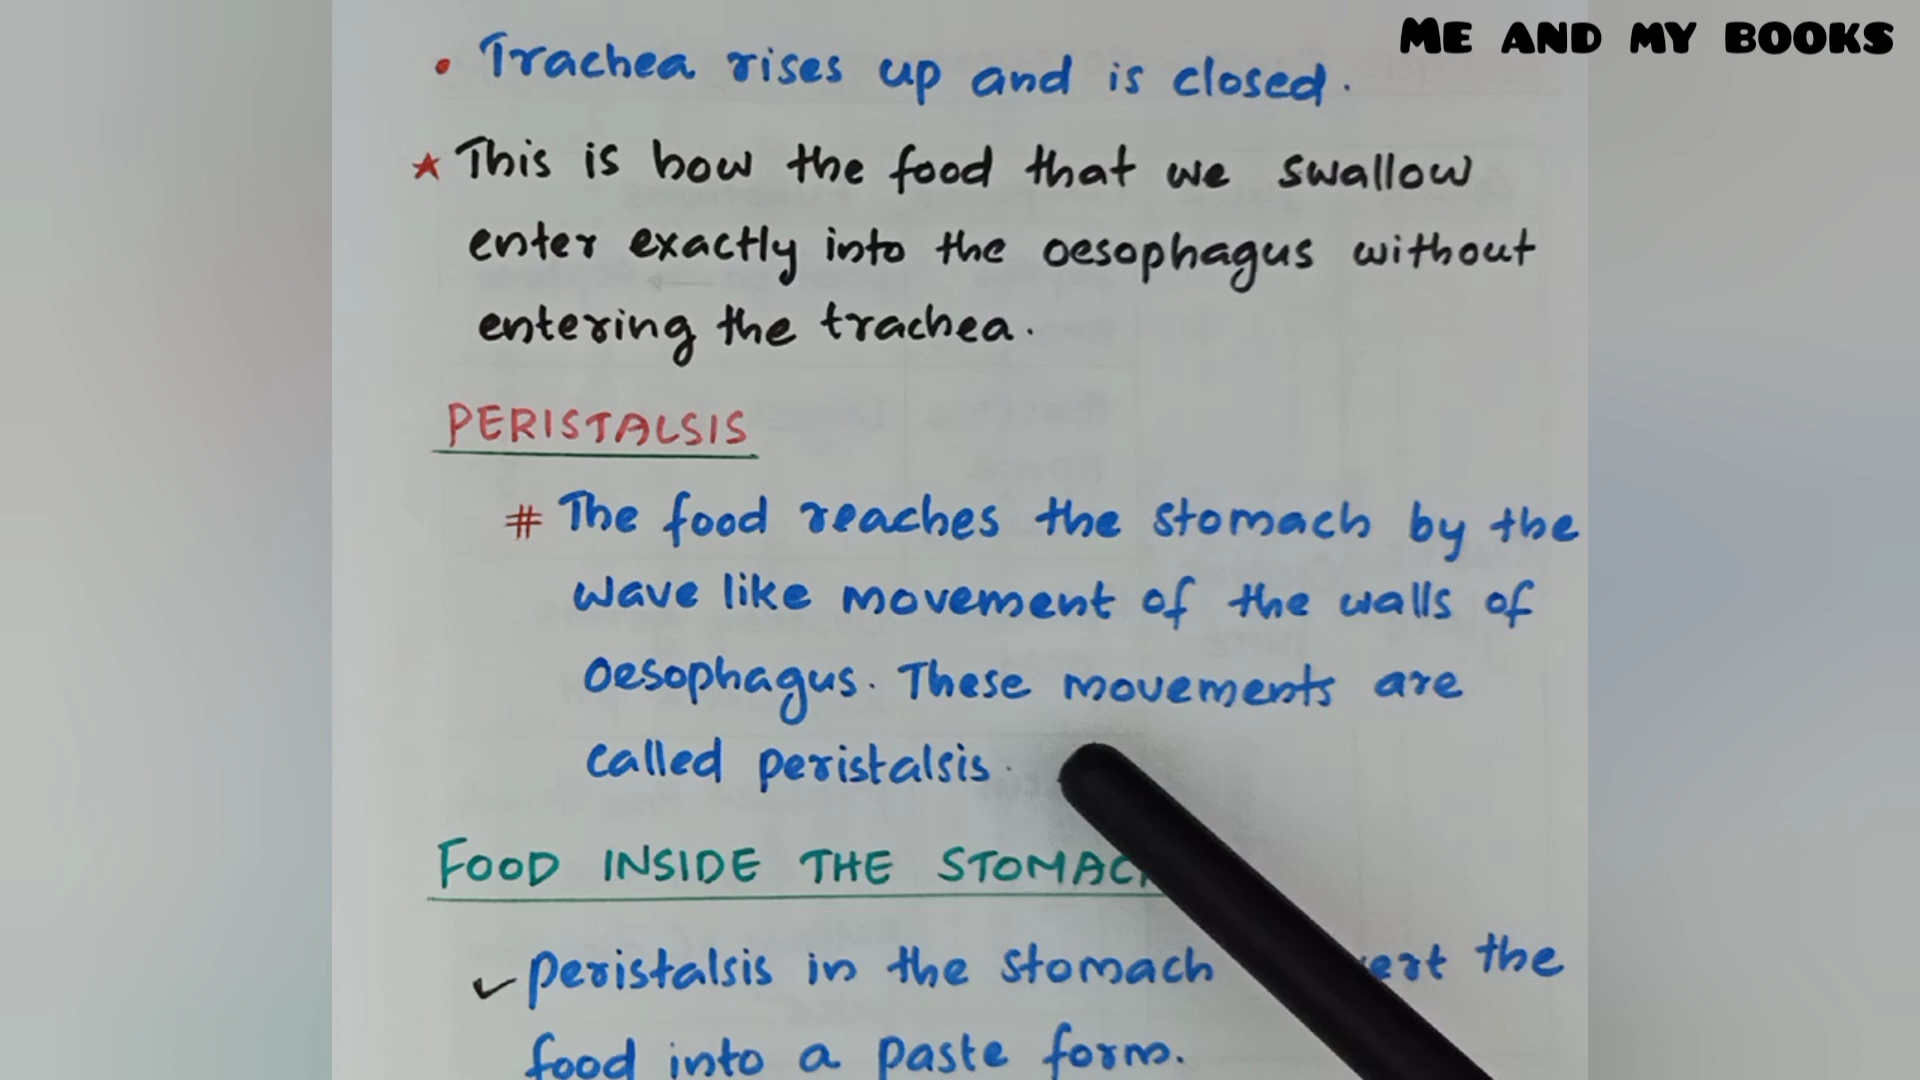 ME AND MY BOOKS
• Trachea rises up and is closed.
★ This is how the food that we swallow
enter exactly into the oesophagus without
entering the trachea.
PERISTALSIS
# The food reaches the stomach by the
wave like movement of the walls of
oesophagus. These movements are
called peristalsis.
FOOD INSIDE THE STOMACH
✓ peristalsis in the stomach the
food into a paste form.